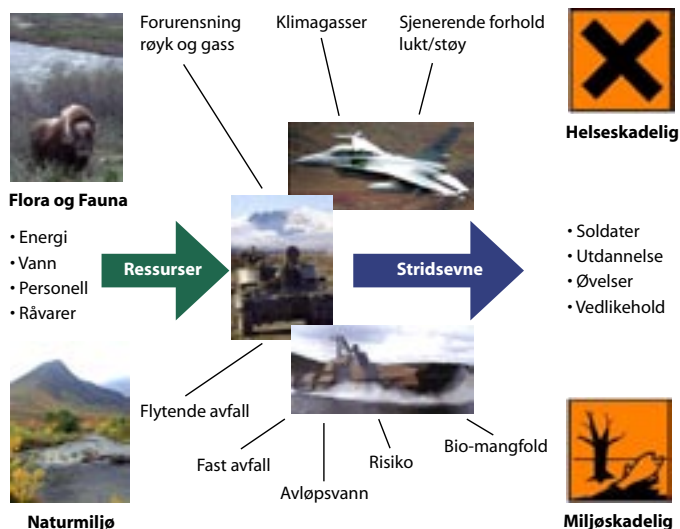 Forurensning
røyk og gass
Klimagasser
Sjenerende forhold
lukt/støy
Helseskadelig
Flora og Fauna
• Energi
• Vann
• Personell
• Råvarer
Ressurser
Stridsevne
• Soldater
• Utdannelse
• Øvelser
• Vedlikehold
Flytende avfall
Fast avfall
Avløpsvann
Risiko
Bio-mangfold
Naturmiljø
Miljøskadelig